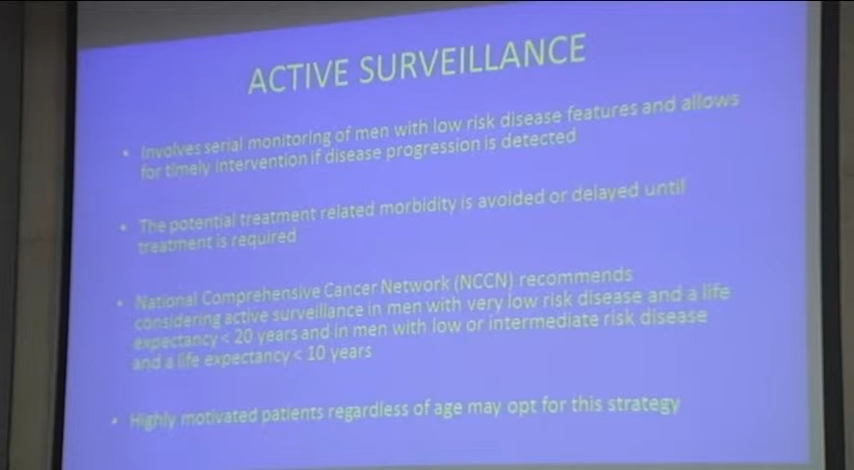 ACTIVE SURVEILLANCE
• Involves serial monitoring of men with low risk disease features and allows
for timely intervention if disease progression is detected
• The potential treatment related morbidity is avoided or delayed until
treatment is required
• National Comprehensive Cancer Network (NCCN) recommends
considering active surveillance in men with very low risk disease and a life
expectancy < 20 years and in men with low or intermediate risk disease
and a life expectancy < 10 years
• Highly motivated patients regardless of age may opt for this strategy